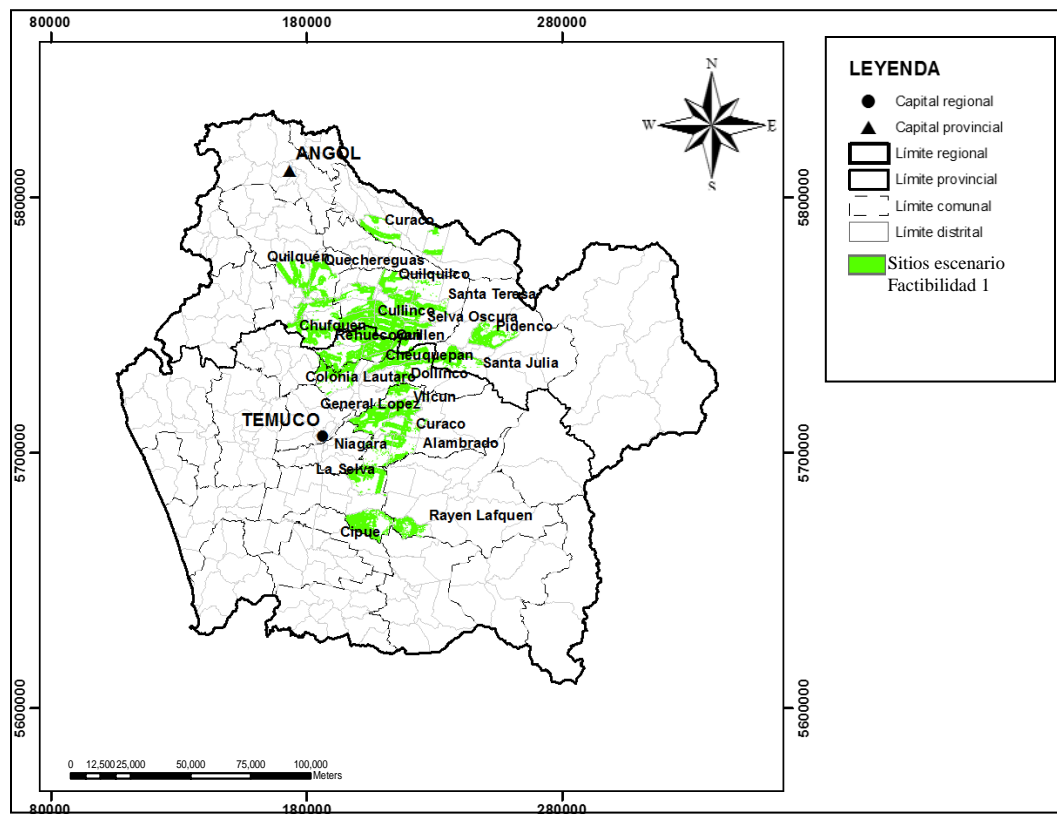 80000
180000
280000
N
W
E
S
5800000
5700000
5600000
5800000
5700000
5600000
ANGOL
Curaco
Quilquén
Quechereguas
Quilquilco
Santa Teresa
Cullinco
Selva Oscura
Pidenco
Chufquen
Rehuecoyan
Quillen
Cheuquepan
Santa Julia
Colonia Lautaro
Dollinco
Vilcun
General Lopez
TEMUCO
Curaco
Niagara
Alambrado
La Selva
Rayen Lafquen
Cipue
0 12,500 25,000 50,000 75,000 100,000
Meters
80000
180000
280000
LEYENDA
Capital regional
Capital provincial
Límite regional
Límite provincial
Límite comunal
Límite distrital
Sitios escenario
Factibilidad 1